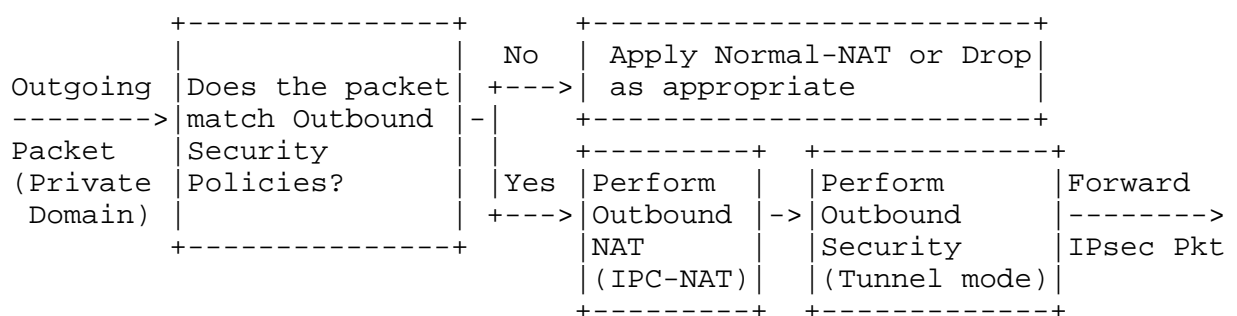 +---------------+       +-------------------------+
            |               |  No   | Apply Normal-NAT or Drop|
Outgoing    |Does the packet| +--->| as appropriate          |
-------->|match Outbound |-|     +-------------------------+
Packet   |Security       | |     +---------+  +-------------+
(Private |Policies?      | |Yes |Perform  |  |Perform      |Forward
 Domain) |               | +--->|Outbound |->|Outbound     |-------->
         +---------------+      |NAT      |  |Security     |IPsec Pkt
                                |(IPC-NAT)|  |(Tunnel mode)|
                                +---------+  +-------------+